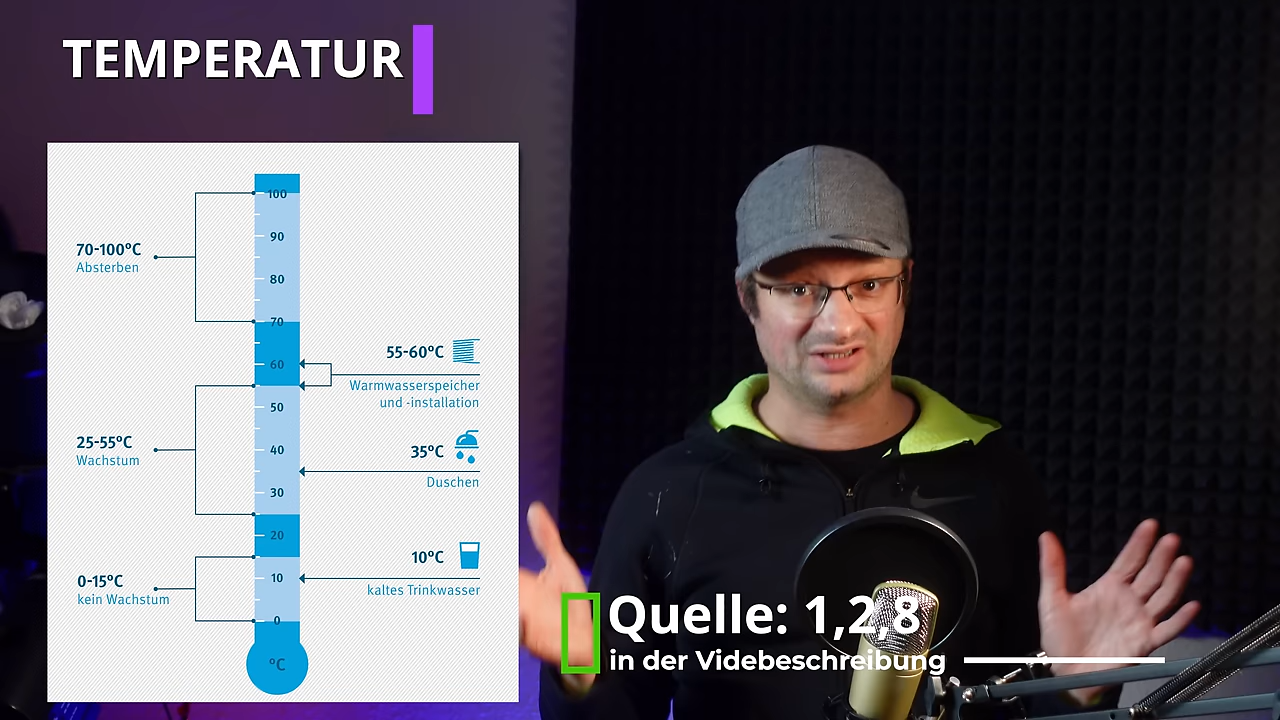 TEMPERATUR
100
90
80
70
60
50
40
30
20
10
0
°C
70-100°C
Absterben
55-60°C
Warmwasserspeicher
und -installation
25-55°C
Wachstum
35°C
Duschen
10°C
kaltes Trinkwasser
0-15°C
kein Wachstum
Quelle: 1,2,8
in der Videbeschreibung